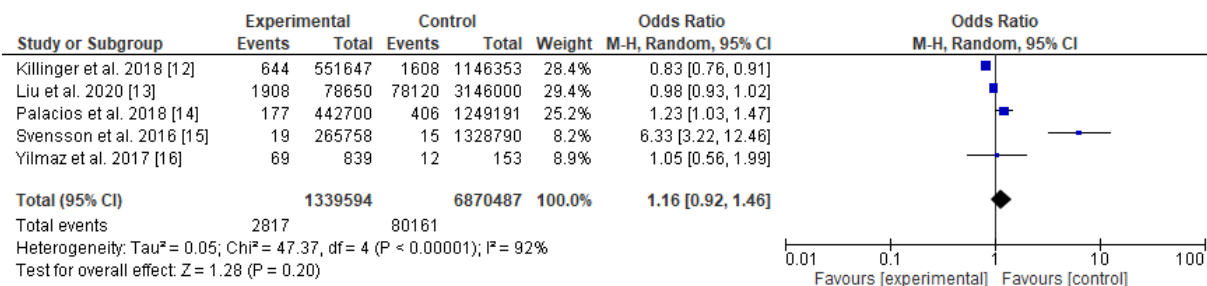 Experimental Control Odds Ratio Odds Ratio
Study or Subgroup Events Total Events Total Weight M-H, Random, 95% CI M-H, Random, 95% CI
Killinger et al. 2018 [12] 644 551647 1608 1146353 28.4% 0.83 [0.76, 0.91]
Liu et al. 2020 [13] 1908 78650 78120 3146000 29.4% 0.98 [0.93, 1.02]
Palacios et al. 2018 [14] 177 442700 406 1249191 25.2% 1.23 [1.03, 1.47]
Svensson et al. 2016 [15] 19 265758 15 1328790 8.2% 6.33 [3.22, 12.46]
Yilmaz et al. 2017 [16] 69 839 12 153 8.9% 1.05 [0.56, 1.99]
Total (95% CI) 1339594 6870487 100.0% 1.16 [0.92, 1.46]
Total events 2817 80161
Heterogeneity: Tau² = 0.05; Chi² = 47.37, df = 4 (P < 0.00001); I² = 92%
Test for overall effect: Z = 1.28 (P = 0.20)
0.01 0.1 1 10 100
Favours [experimental] Favours [control]